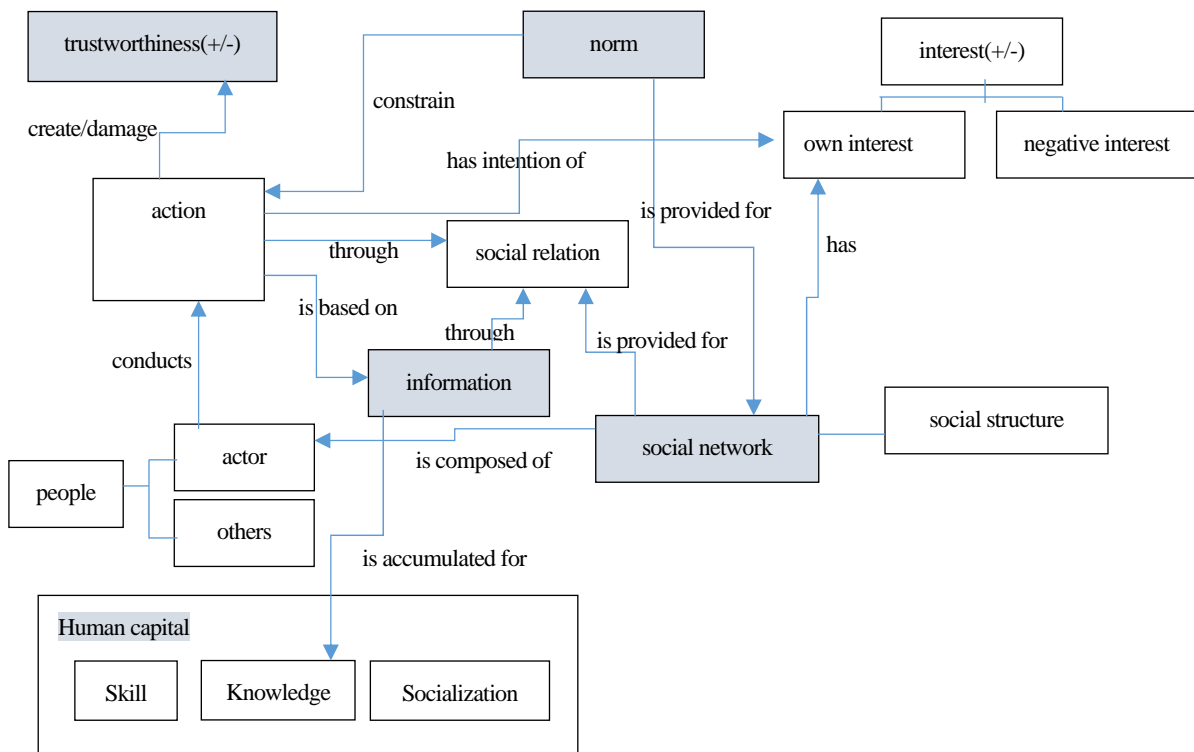 trustworthiness(+/-)
norm
interest(+/-)
constrain
create/damage
own interest
negative interest
has intention of
action
is provided for
social relation
has
through
is based on
through
is provided for
conducts
information
social structure
actor
is composed of
social network
people
others
is accumulated for
Human capital
Skill
Knowledge
Socialization